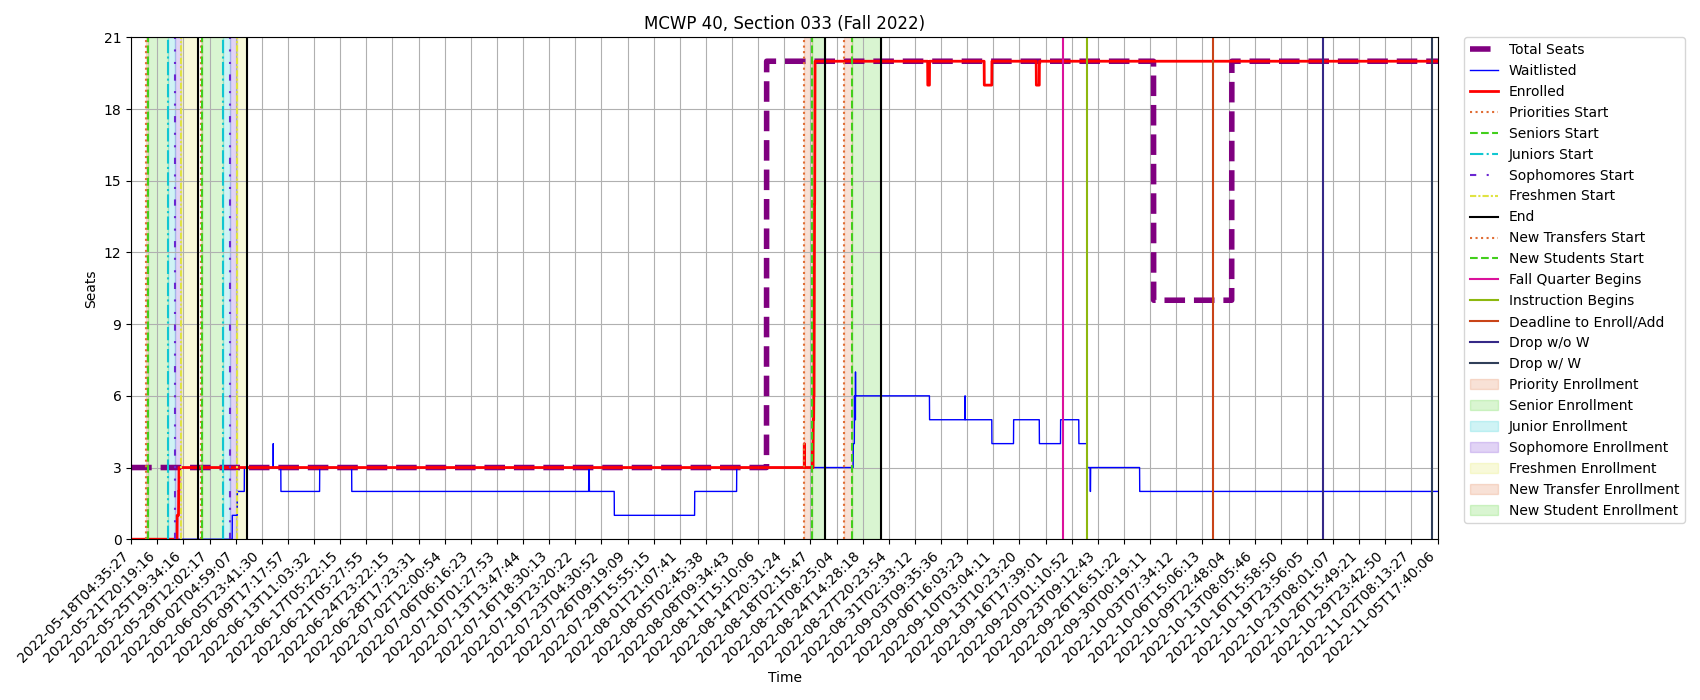 MCWP 40, Section 033 (Fall 2022)
21
18
15
12
9
6
3
0
Seats
2022-05-18T04:35:27
2022-05-21T20:19:16
2022-05-25T19:34:16
2022-05-29T12:02:17
2022-06-02T04:59:07
2022-06-05T23:41:30
2022-06-09T17:17:57
2022-06-13T11:03:32
2022-06-17T05:22:15
2022-06-21T05:27:55
2022-06-24T23:22:15
2022-06-28T17:23:31
2022-07-02T12:00:54
2022-07-06T06:16:23
2022-07-10T01:27:53
2022-07-13T13:47:44
2022-07-16T18:30:13
2022-07-19T23:20:22
2022-07-23T04:30:52
2022-07-26T09:19:09
2022-07-29T15:55:15
2022-08-01T21:07:41
2022-08-05T02:45:38
2022-08-08T09:34:43
2022-08-11T15:10:06
2022-08-14T20:31:24
2022-08-18T02:15:47
2022-08-21T08:25:04
2022-08-24T14:28:18
2022-08-27T20:23:54
2022-08-31T02:33:12
2022-09-03T09:35:36
2022-09-06T16:03:23
2022-09-10T03:04:11
2022-09-13T10:23:20
2022-09-16T17:39:01
2022-09-20T01:10:52
2022-09-23T09:12:43
2022-09-26T16:51:22
2022-09-30T00:19:11
2022-10-03T07:34:12
2022-10-06T15:06:13
2022-10-09T22:48:04
2022-10-13T08:05:46
2022-10-16T15:58:50
2022-10-19T23:56:05
2022-10-23T08:01:07
2022-10-26T15:49:21
2022-10-29T23:42:50
2022-11-02T08:13:27
2022-11-05T17:40:06
Time
Total Seats
Waitlisted
Enrolled
Priorities Start
Seniors Start
Juniors Start
Sophomores Start
Freshmen Start
End
New Transfers Start
New Students Start
Fall Quarter Begins
Instruction Begins
Deadline to Enroll/Add
Drop w/o W
Drop w/ W
Priority Enrollment
Senior Enrollment
Junior Enrollment
Sophomore Enrollment
Freshmen Enrollment
New Transfer Enrollment
New Student Enrollment